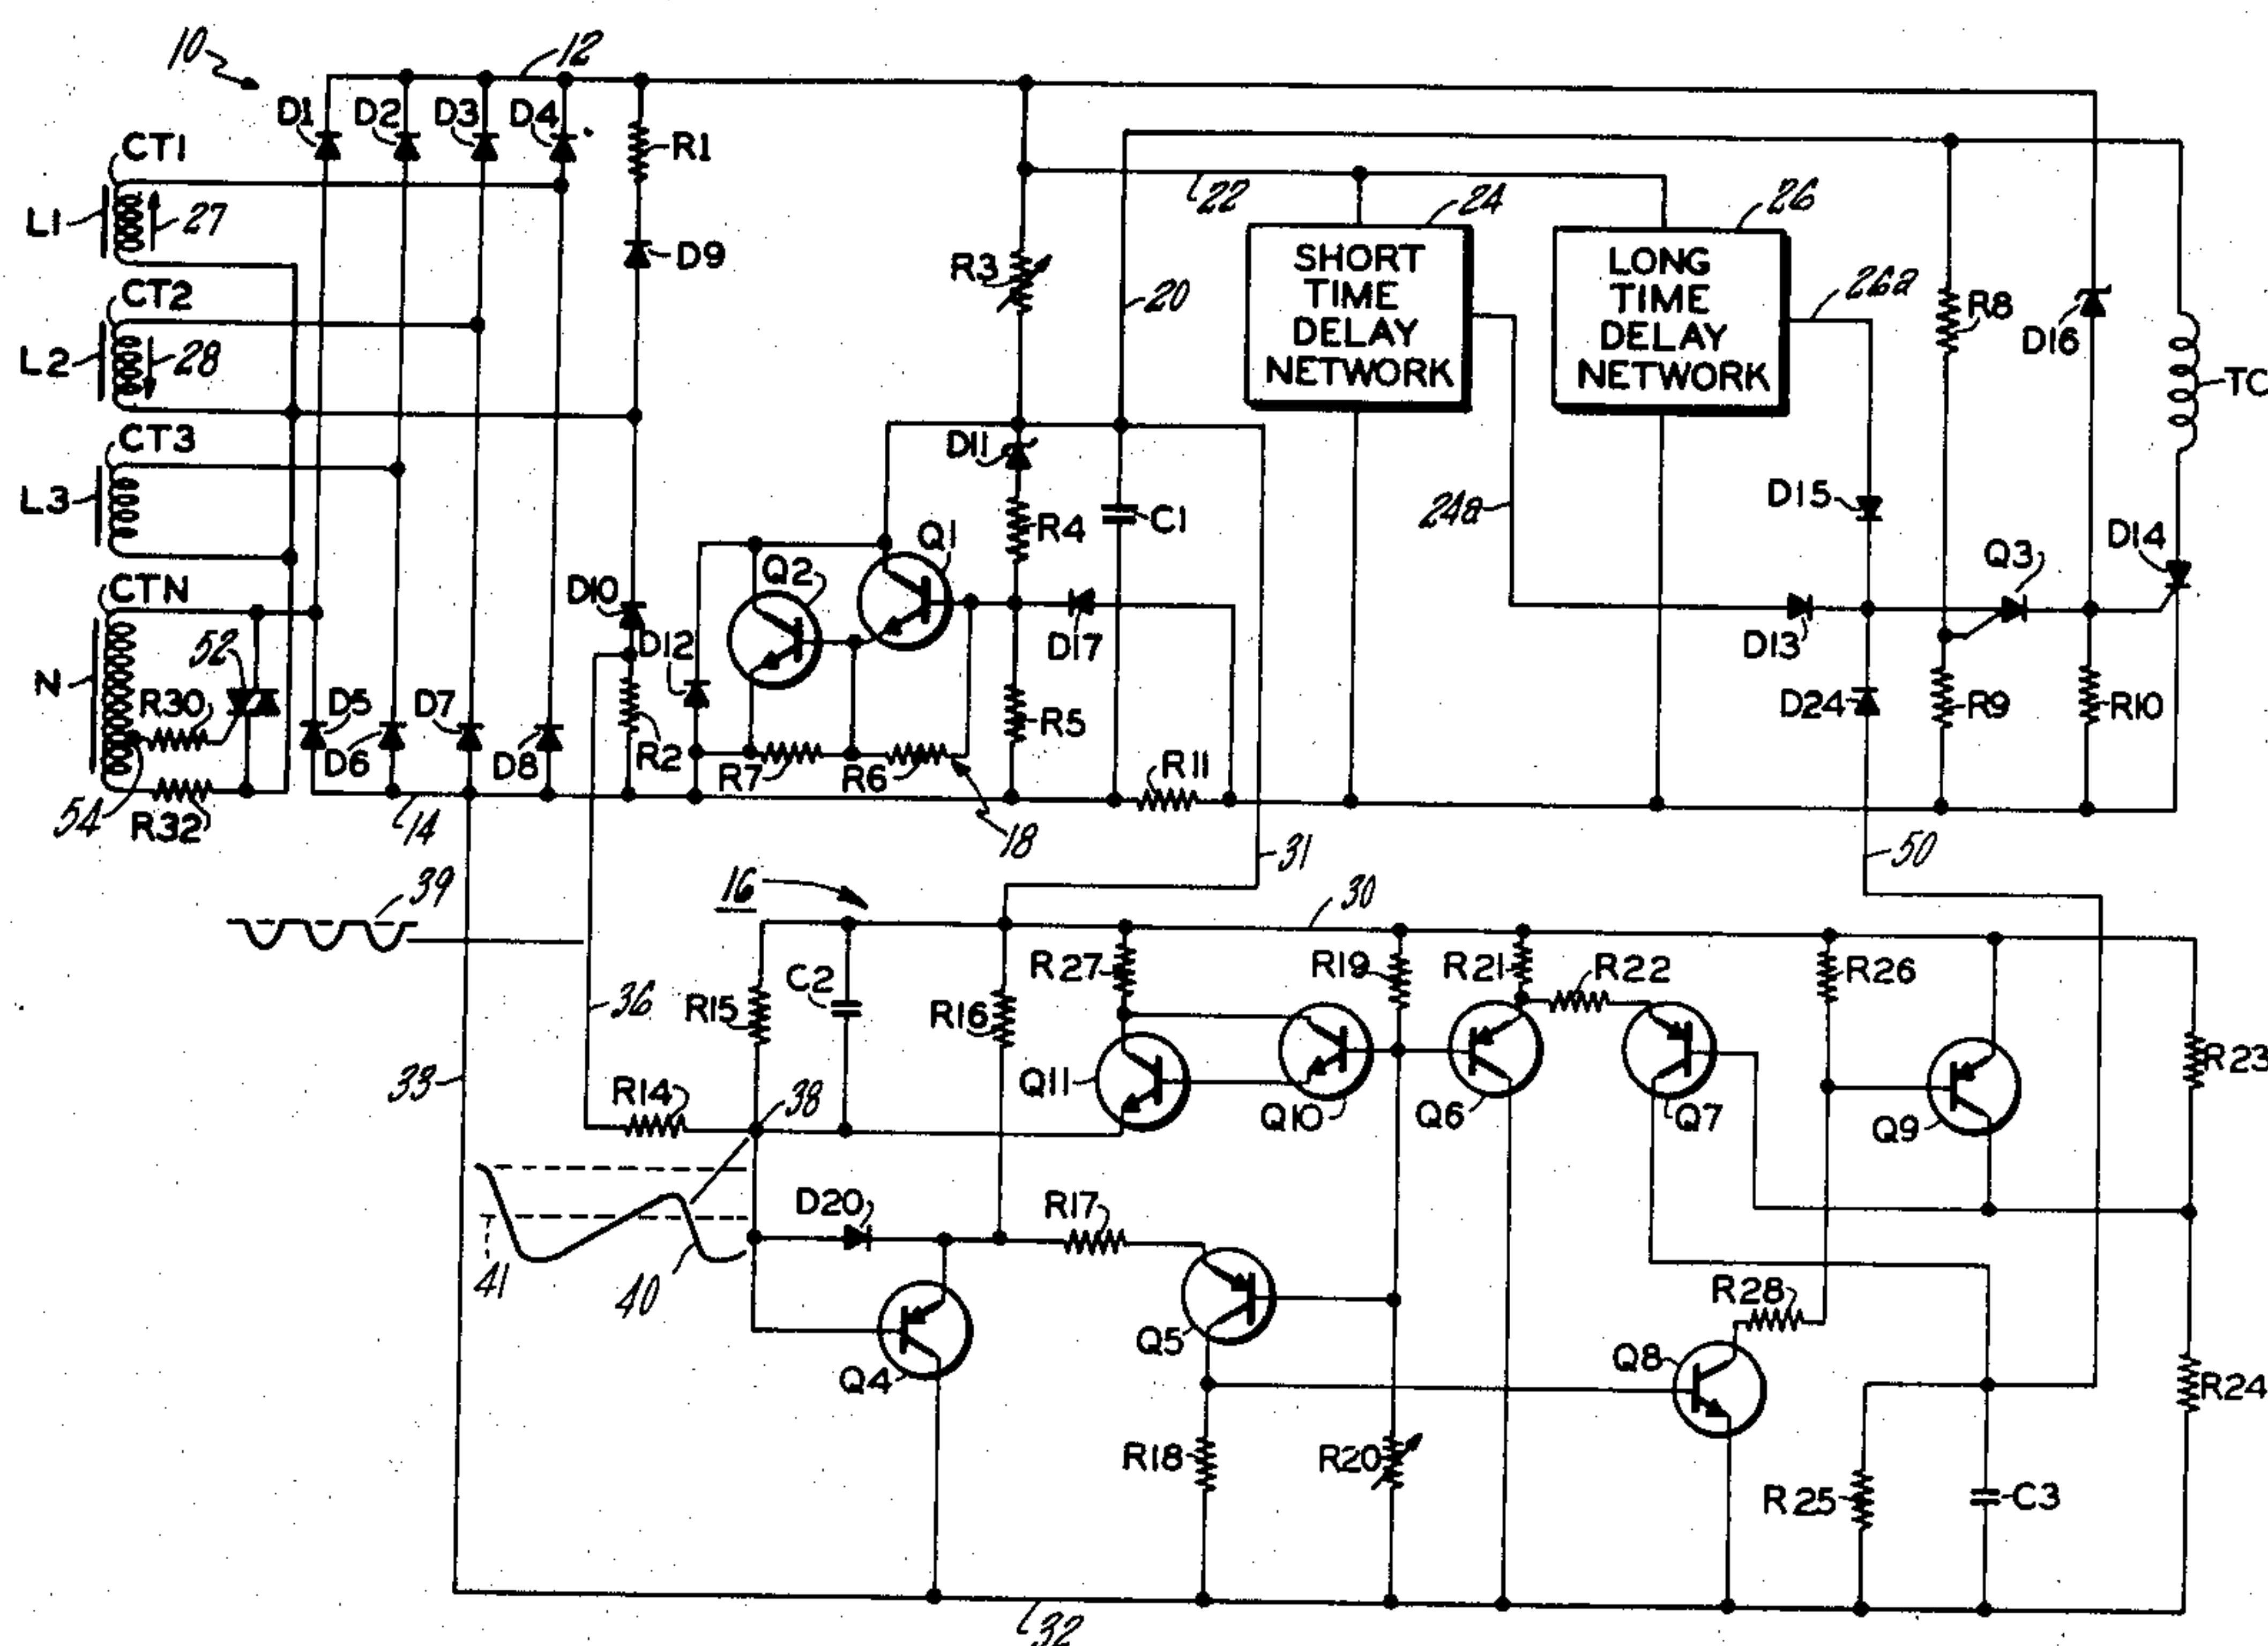 10
12
D1
D2
D3
D4
R1
CT1
L1
27
D9
22
24
26
SHORT
TIME
DELAY
NETWORK
LONG
TIME
DELAY
NETWORK
R3
20
26a
R8
D16
TC
CT2
L2
28
CT3
L3
D11
R4
C1
24a
D15
Q3
D14
CTN
N
52
R30
54
R32
D5
D6
D7
D8
D10
D12
R2
Q2
Q1
D17
R5
R7
R6
R11
D13
D24
R9
R10
14
18
31
50
39
16
30
36
33
R15
C2
R16
R27
R19
R21
R22
R26
R23
R14
38
Q11
Q10
Q6
Q7
Q9
41
40
D20
R17
Q4
Q5
R28
Q8
R18
R20
R25
C3
R24
32